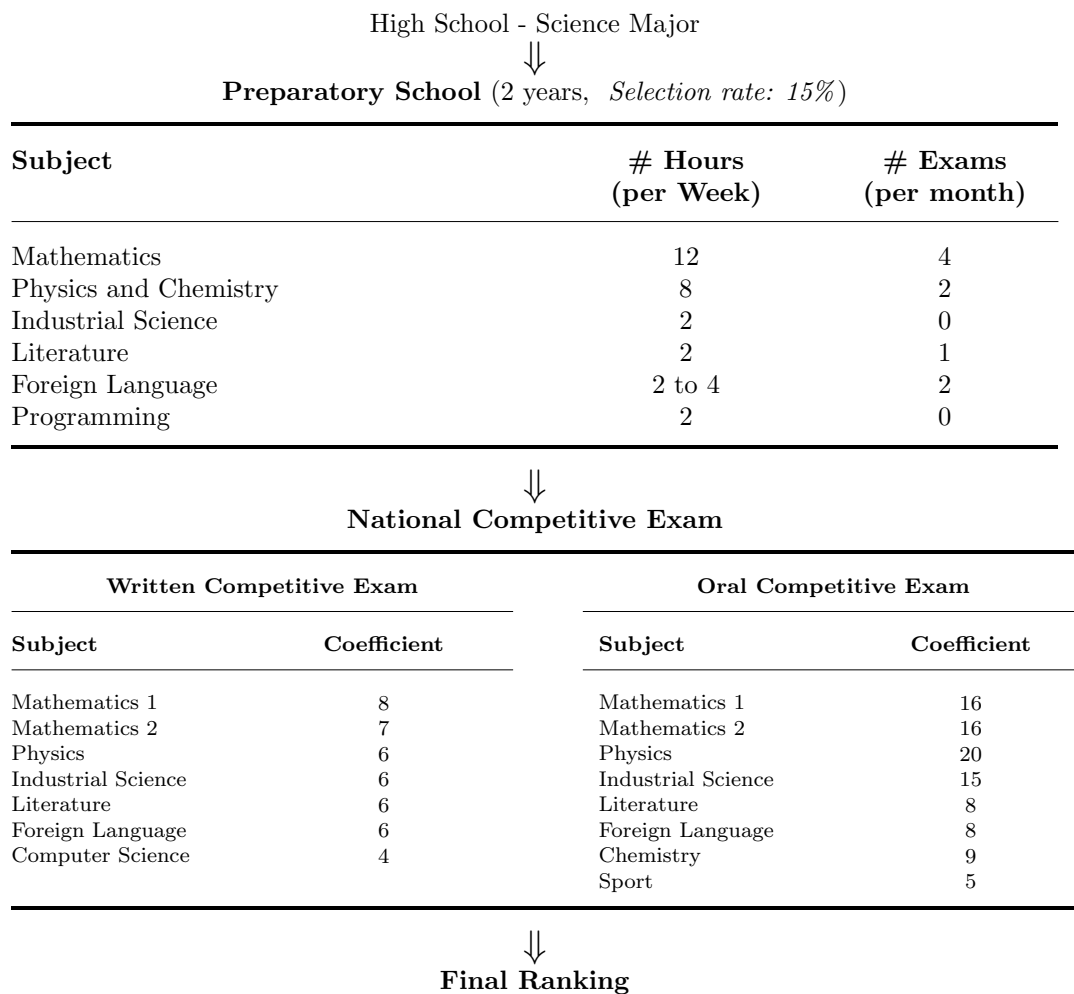 High School - Science Major
⇓
Preparatory School (2 years, Selection rate: 15%)
Subject # Hours # Exams
(per Week) (per month)
Mathematics 12 4
Physics and Chemistry 8 2
Industrial Science 2 0
Literature 2 1
Foreign Language 2 to 4 2
Programming 2 0
⇓
National Competitive Exam
Written Competitive Exam Oral Competitive Exam
Subject Coefficient Subject Coefficient
Mathematics 1 8 Mathematics 1 16
Mathematics 2 7 Mathematics 2 16
Physics 6 Physics 20
Industrial Science 6 Industrial Science 15
Literature 6 Literature 8
Foreign Language 6 Foreign Language 8
Computer Science 4 Chemistry 9
Sport 5
⇓
Final Ranking